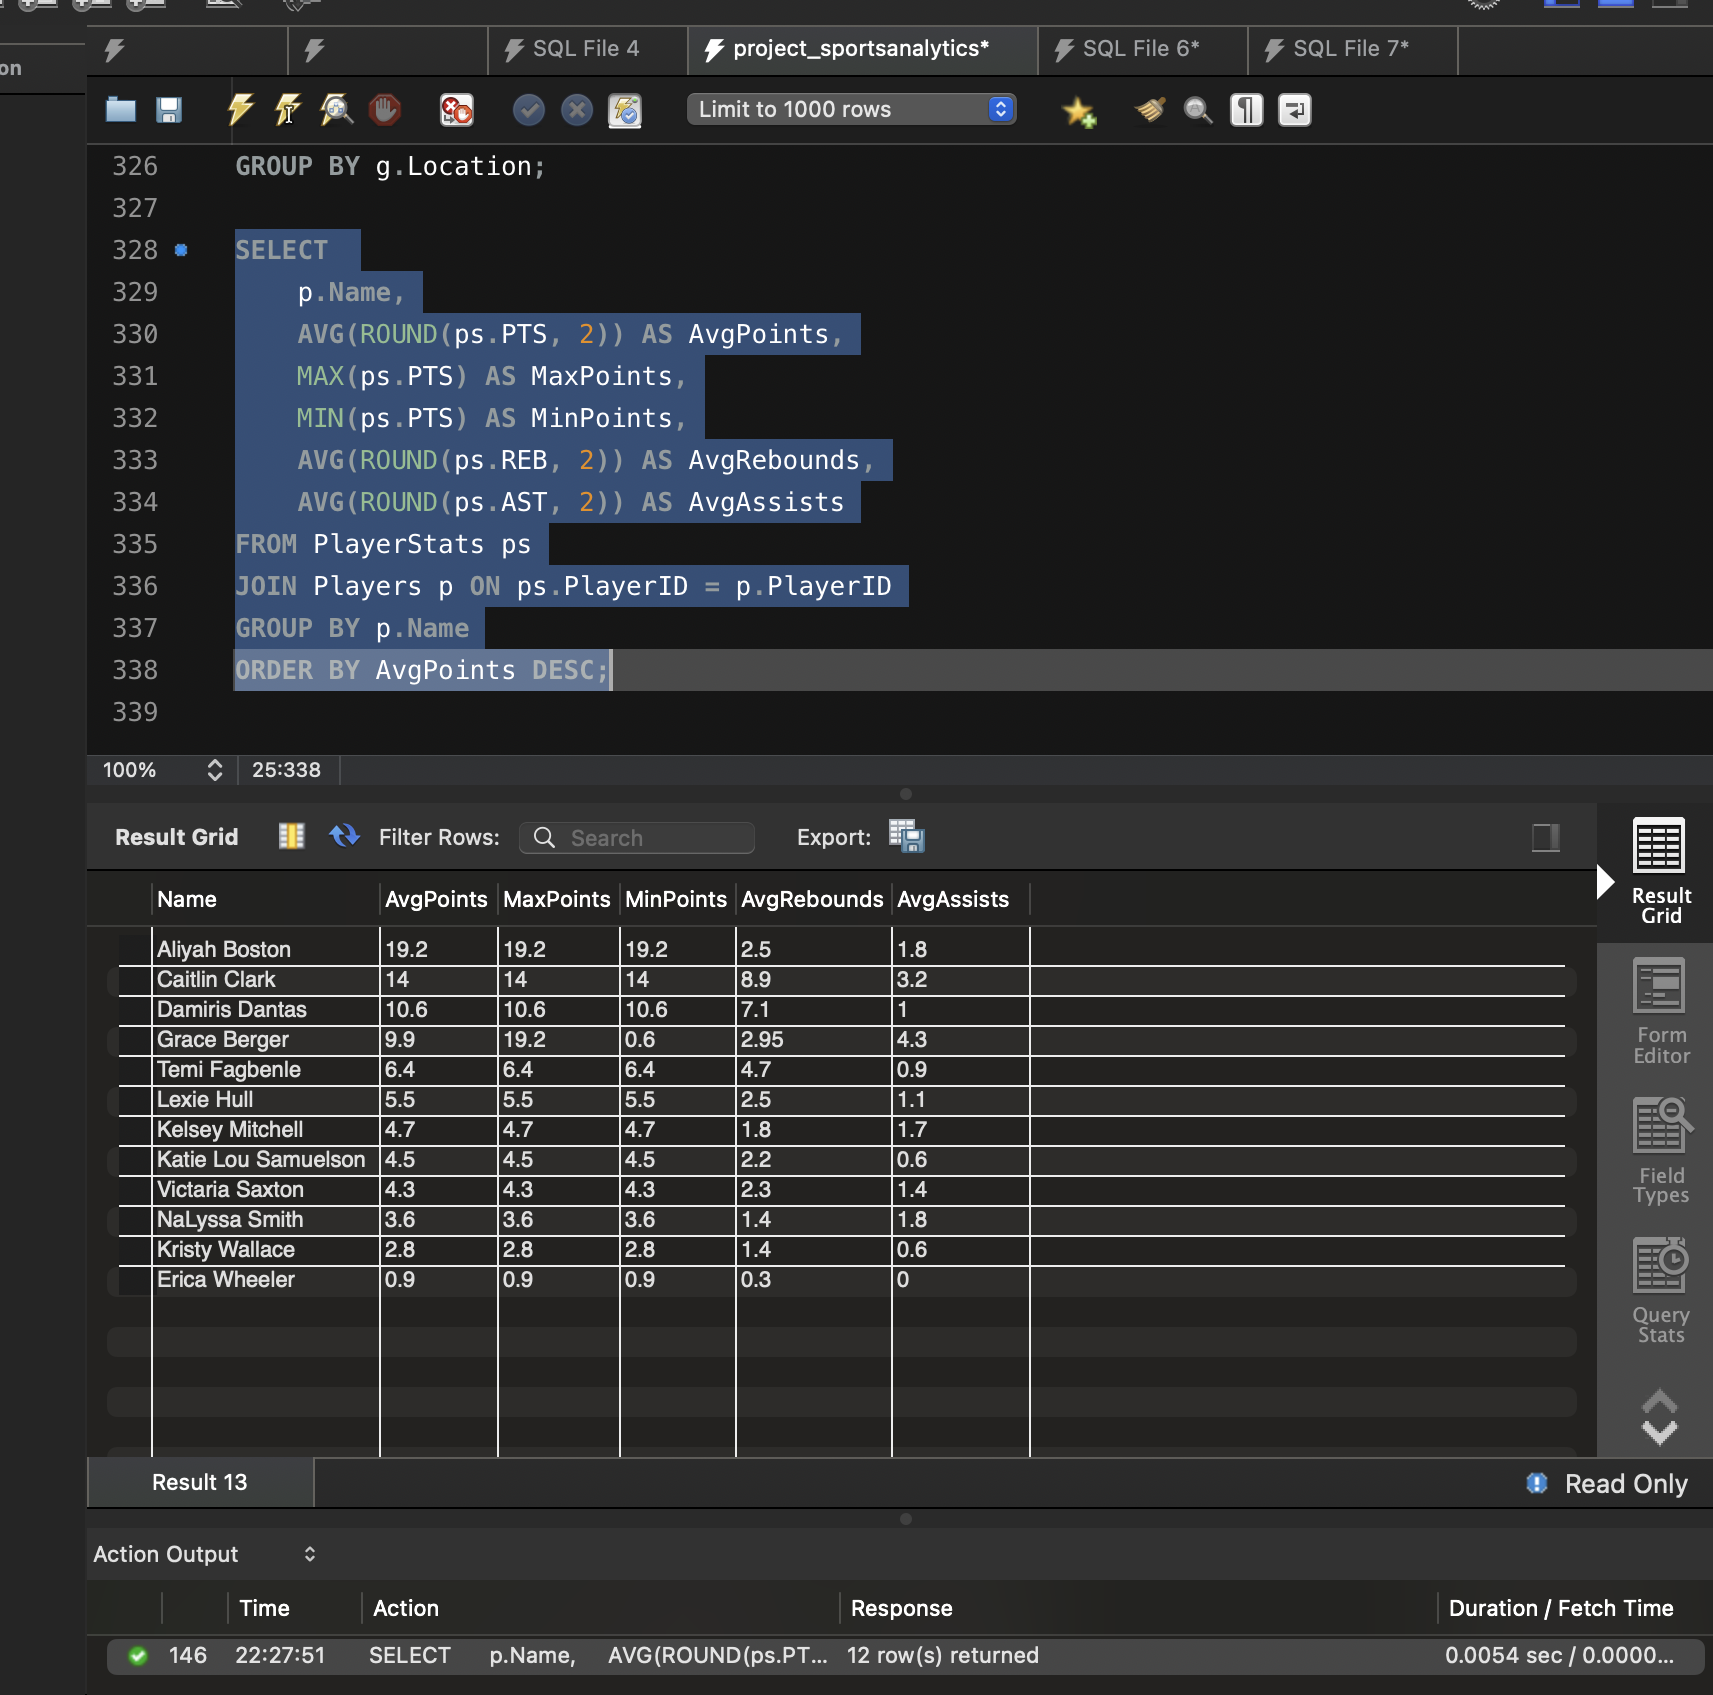 on
SQL File 4
project_sportsanalytics*
SQL File 6*
SQL File 7*
Limit to 1000 rows
326 GROUP BY g.Location;
327
328 SELECT
329 p.Name,
330 AVG(ROUND(ps.PTS, 2)) AS AvgPoints,
331 MAX(ps.PTS) AS MaxPoints,
332 MIN(ps.PTS) AS MinPoints,
333 AVG(ROUND(ps.REB, 2)) AS AvgRebounds,
334 AVG(ROUND(ps.AST, 2)) AS AvgAssists
335 FROM PlayerStats ps
336 JOIN Players p ON ps.PlayerID = p.PlayerID
337 GROUP BY p.Name
338 ORDER BY AvgPoints DESC;
339
100% 25:338
Result Grid Filter Rows: Search Export:
Name AvgPoints MaxPoints MinPoints AvgRebounds AvgAssists
Aliyah Boston 19.2 19.2 19.2 2.5 1.8
Caitlin Clark 14 14 14 8.9 3.2
Damiris Dantas 10.6 10.6 10.6 7.1 1
Grace Berger 9.9 19.2 0.6 2.95 4.3
Temi Fagbenle 6.4 6.4 6.4 4.7 0.9
Lexie Hull 5.5 5.5 5.5 2.5 1.1
Kelsey Mitchell 4.7 4.7 4.7 1.8 1.7
Katie Lou Samuelson 4.5 4.5 4.5 2.2 0.6
Victaria Saxton 4.3 4.3 4.3 2.3 1.4
NaLyssa Smith 3.6 3.6 3.6 1.4 1.8
Kristy Wallace 2.8 2.8 2.8 1.4 0.6
Erica Wheeler 0.9 0.9 0.9 0.3 0
Result
Grid
Form
Editor
Field
Types
Query
Stats
Result 13
Read Only
Action Output
Time Action Response Duration / Fetch Time
146 22:27:51 SELECT p.Name, AVG(ROUND(ps.PT... 12 row(s) returned 0.0054 sec / 0.0000...